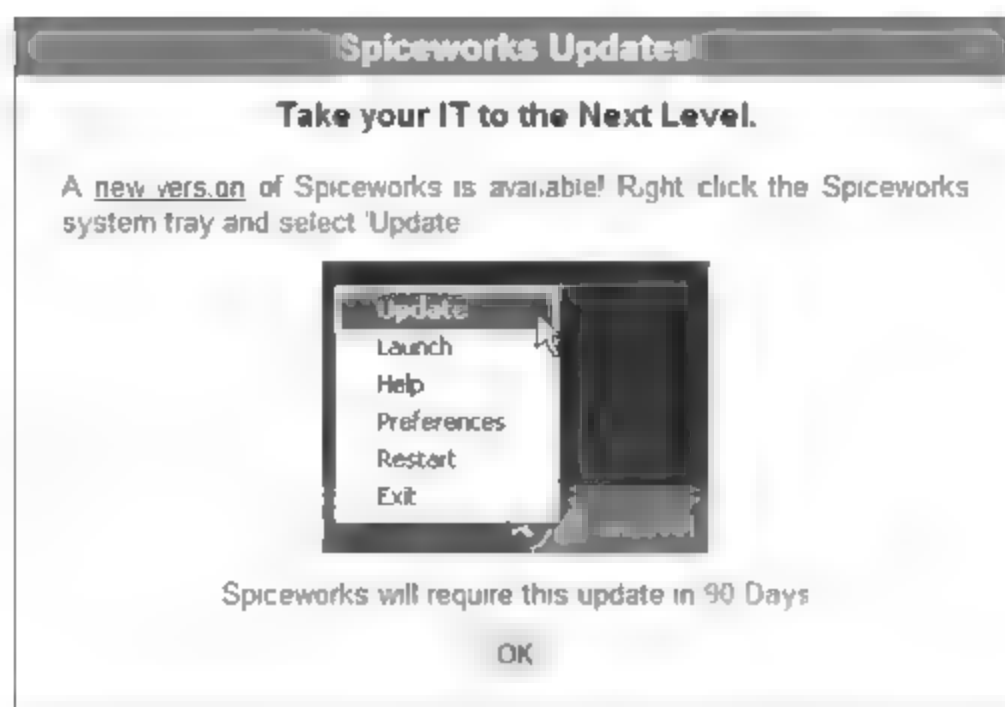 Spiceworks Updates!
Take your IT to the Next Level.
A new version of Spiceworks is available! Right click the Spiceworks
system tray and select 'Update
Update
Launch
Help
Preferences
Restart
Exit
Spiceworks will require this update in 90 Days
OK